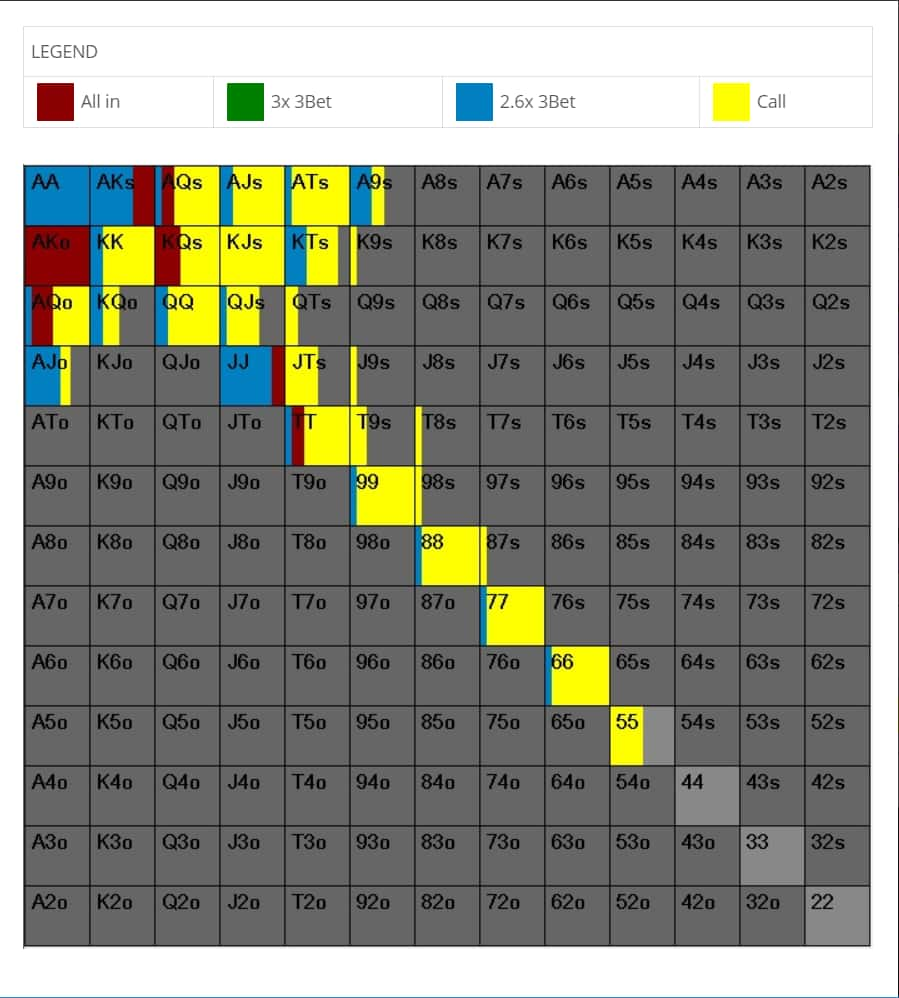 LEGEND
All in 3x 3Bet 2.6x 3Bet Call
AA AKs AQs AJs ATs A9s A8s A7s A6s A5s A4s A3s A2s
AKo KK KQs KJs KTs K9s K8s K7s K6s K5s K4s K3s K2s
AQo KQo QQ QJs QTs Q9s Q8s Q7s Q6s Q5s Q4s Q3s Q2s
AJo KJo QJo JJ JTs J9s J8s J7s J6s J5s J4s J3s J2s
ATo KTo QTo JTo TT T9s T8s T7s T6s T5s T4s T3s T2s
A9o K9o Q9o J9o T9o 99 98s 97s 96s 95s 94s 93s 92s
A8o K8o Q8o J8o T8o 98o 88 87s 86s 85s 84s 83s 82s
A7o K7o Q7o J7o T7o 97o 87o 77 76s 75s 74s 73s 72s
A6o K6o Q6o J6o T6o 96o 86o 76o 66 65s 64s 63s 62s
A5o K5o Q5o J5o T5o 95o 85o 75o 65o 55 54s 53s 52s
A4o K4o Q4o J4o T4o 94o 84o 74o 64o 54o 44 43s 42s
A3o K3o Q3o J3o T3o 93o 83o 73o 63o 53o 43o 33 32s
A2o K2o Q2o J2o T2o 92o 82o 72o 62o 52o 42o 32o 22